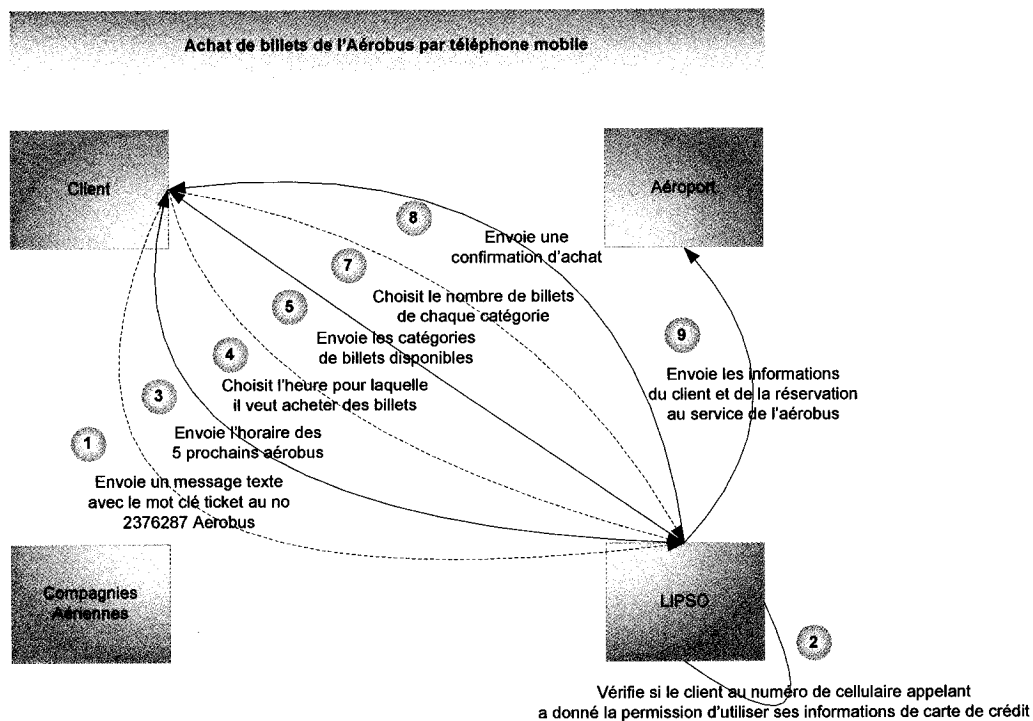 Achat de billets de l'Aérobus par téléphone mobile
Client
Aéroport
8
Envoie une
confirmation d'achat
7
Choisit le nombre de billets
de chaque catégorie
5
Envoie les catégories
de billets disponibles
9
Envoie les informations
du client et de la réservation
au service de l'aérobus
4
Choisit l'heure pour laquelle
il veut acheter des billets
3
Envoie l'horaire des
5 prochains aérobus
1
Envoie un message texte
avec le mot clé ticket au no
2376287 Aerobus
Compagnies
Aériennes
LIPSO
2
Vérifie si le client au numéro de cellulaire appelant
a donné la permission d'utiliser ses informations de carte de crédit